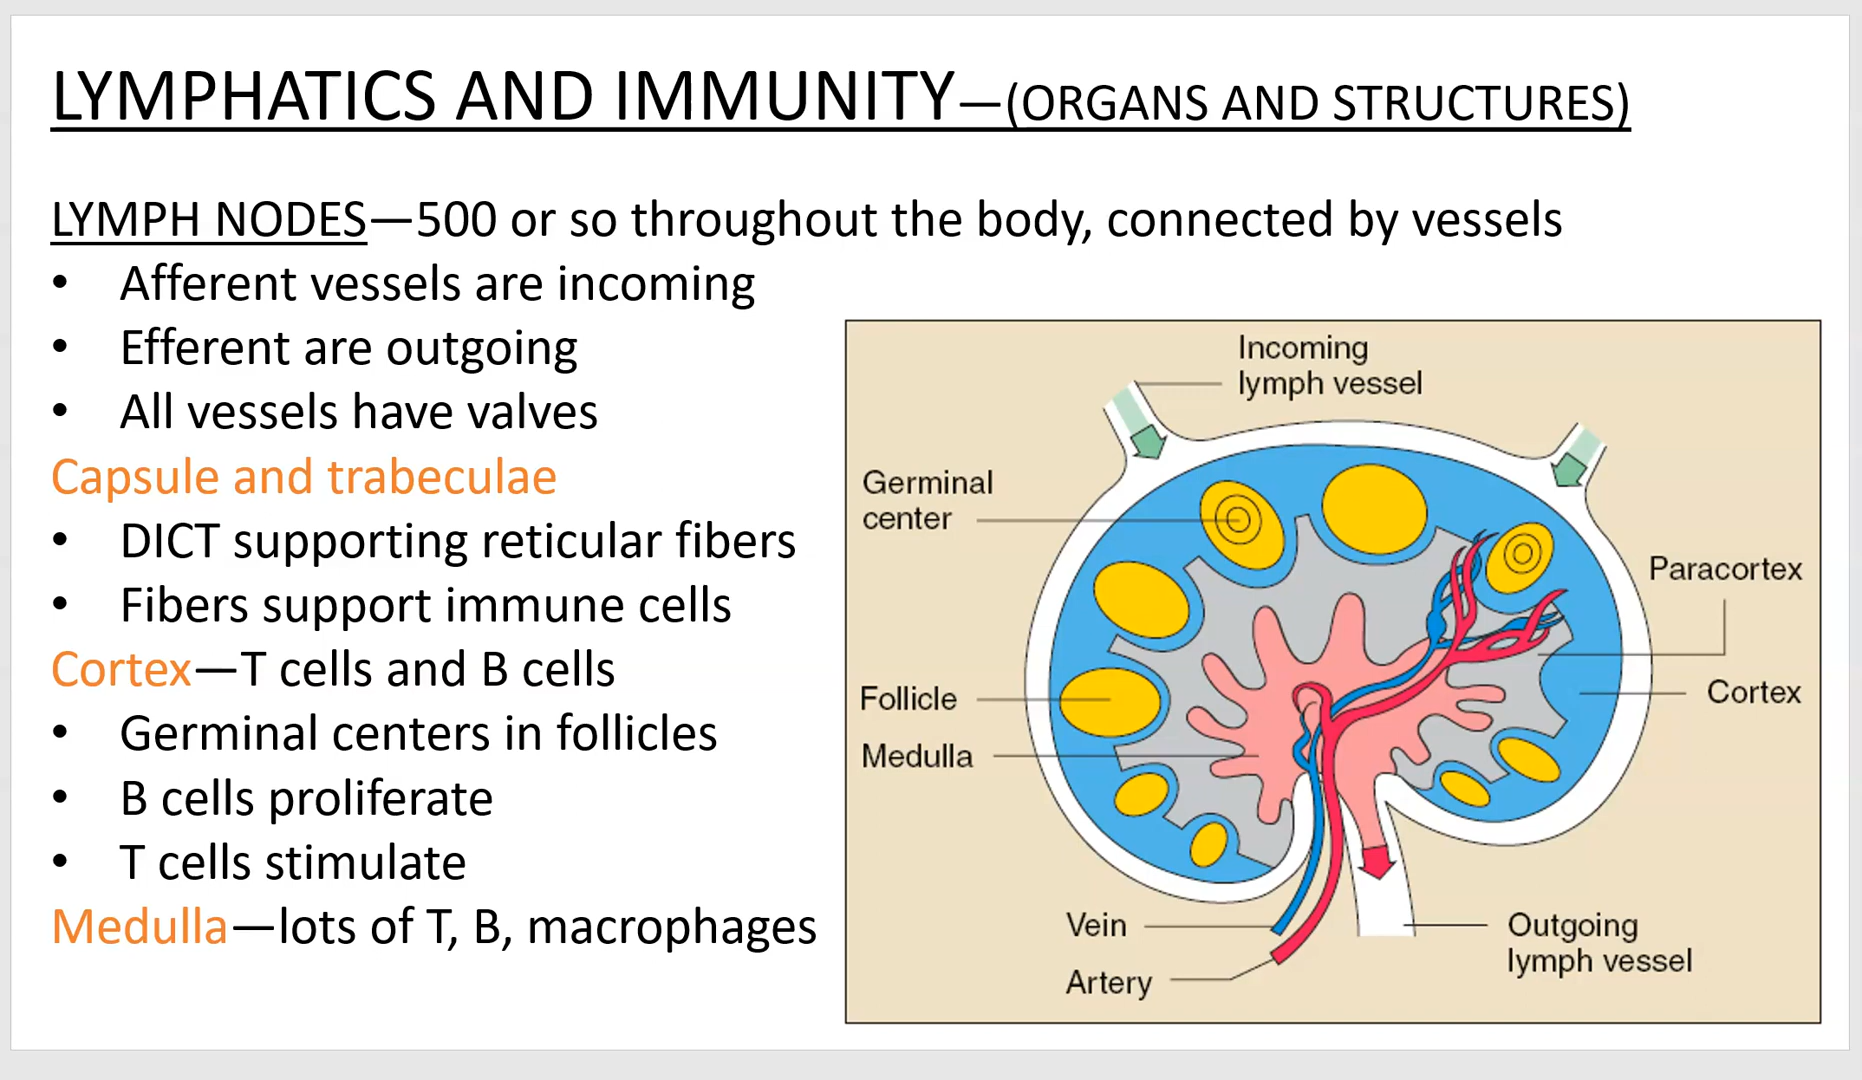 LYMPHATICS AND IMMUNITY—(ORGANS AND STRUCTURES)
LYMPH NODES—500 or so throughout the body, connected by vessels
• Afferent vessels are incoming
• Efferent are outgoing
• All vessels have valves
Capsule and trabeculae
• DICT supporting reticular fibers
• Fibers support immune cells
Cortex—T cells and B cells
• Germinal centers in follicles
• B cells proliferate
• T cells stimulate
Medulla—lots of T, B, macrophages
Incoming
lymph vessel
Germinal
center
Paracortex
Follicle
Cortex
Medulla
Vein
Outgoing
lymph vessel
Artery